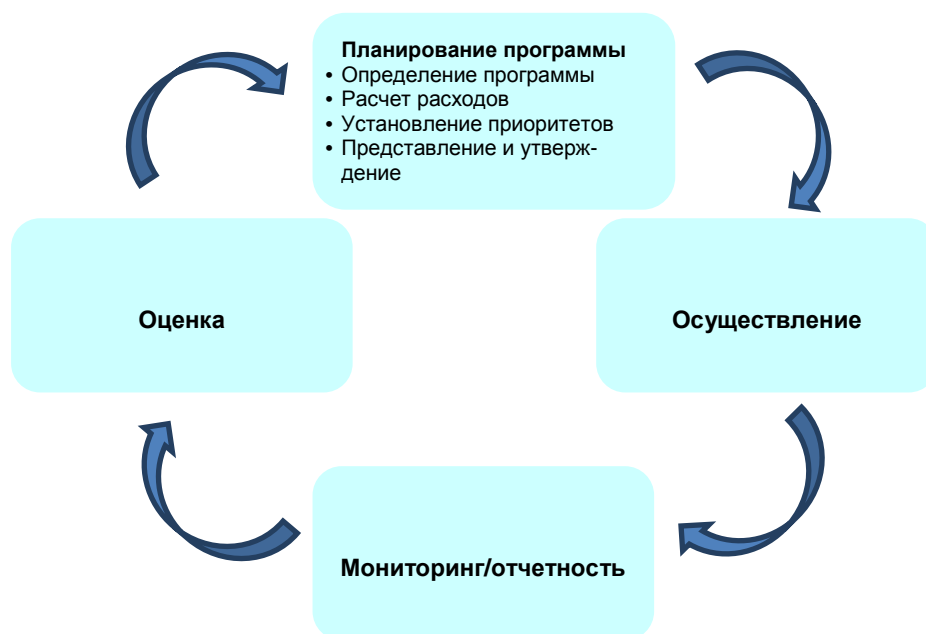 Планирование программы
• Определение программы
• Расчет расходов
• Установление приоритетов
• Представление и утверж-
дение
Оценка
Осуществление
Мониторинг/отчетность